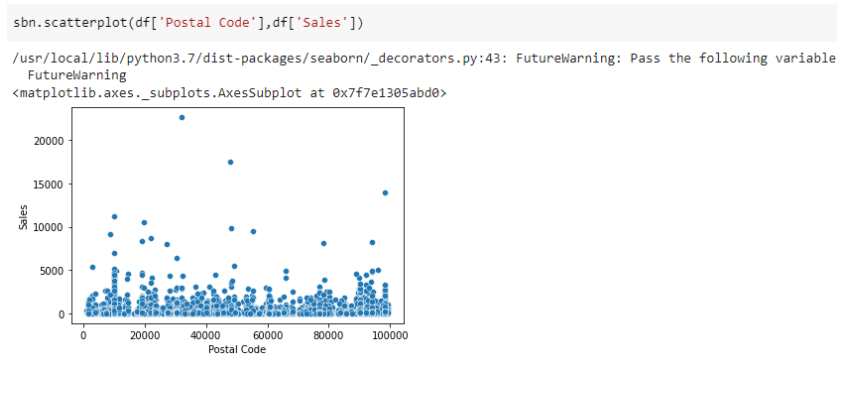 sbn.scatterplot(df['Postal Code'],df['Sales'])
/usr/local/lib/python3.7/dist-packages/seaborn/_decorators.py:43: FutureWarning: Pass the following variable
FutureWarning
<matplotlib.axes._subplots.AxesSubplot at 0x7f7e1305abd0>
20000
15000
10000
5000
0
Sales
0 20000 40000 60000 80000 100000
Postal Code